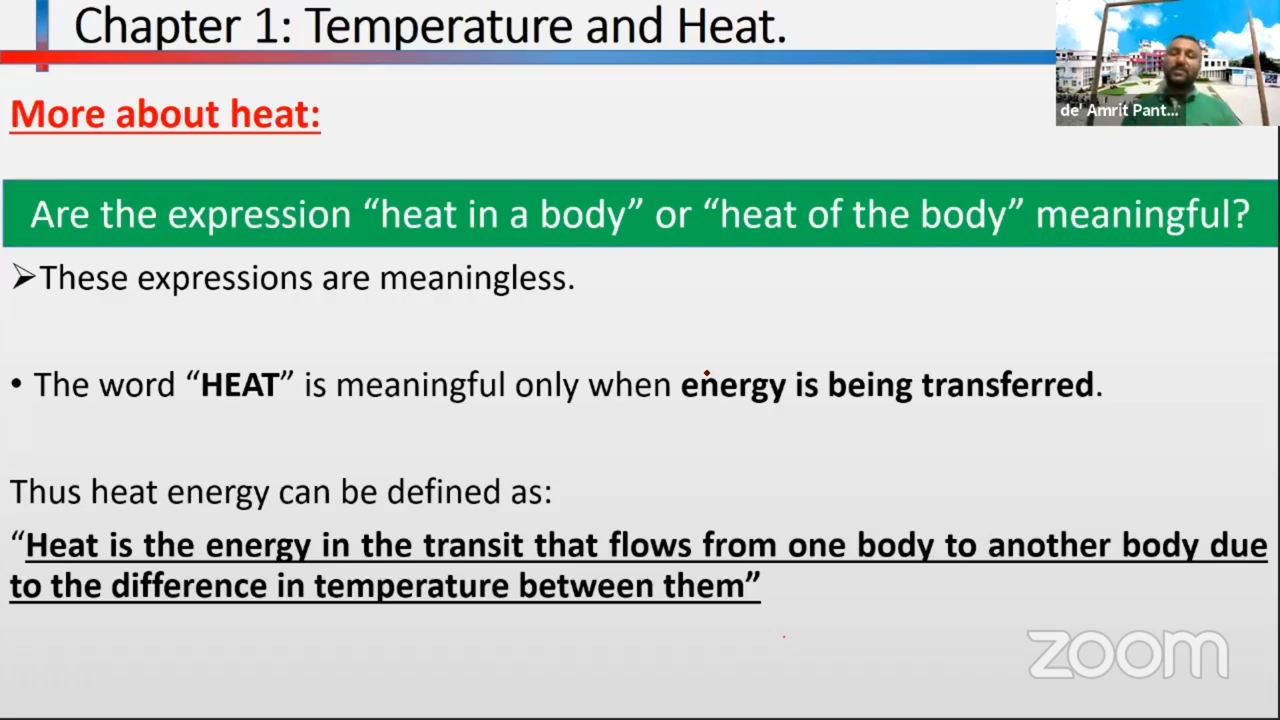 Chapter 1: Temperature and Heat.
de' Amrit Pant...
More about heat:
Are the expression “heat in a body” or “heat of the body” meaningful?
➢These expressions are meaningless.
• The word “HEAT” is meaningful only when energy is being transferred.
Thus heat energy can be defined as:
“Heat is the energy in the transit that flows from one body to another body due
to the difference in temperature between them”
zoom